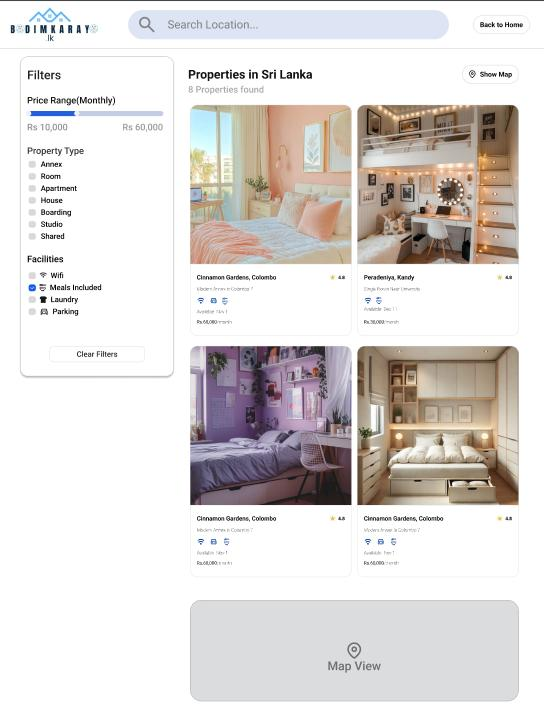 BODIMKARAYO
.lk
Search Location...
Back to Home
Filters
Price Range(Monthly)
Rs 10,000 Rs 60,000
Property Type
Annex
Room
Apartment
House
Boarding
Studio
Shared
Facilities
Wifi
Meals Included
Laundry
Parking
Clear Filters
Properties in Sri Lanka
Show Map
8 Properties found
Cinnamon Gardens, Colombo 4.8
Modern Annex in Colombo 7
Available: Nov 1
Rs.60,000/month
Peradeniya, Kandy 4.8
Single Room Near University
Available: Dec 11
Rs.30,000/month
Cinnamon Gardens, Colombo 4.8
Modern Annex in Colombo 7
Available: Nov 1
Rs.60,000/month
Cinnamon Gardens, Colombo 4.8
Modern Annex in Colombo 7
Available: Nov 1
Rs.60,000/month
Map View